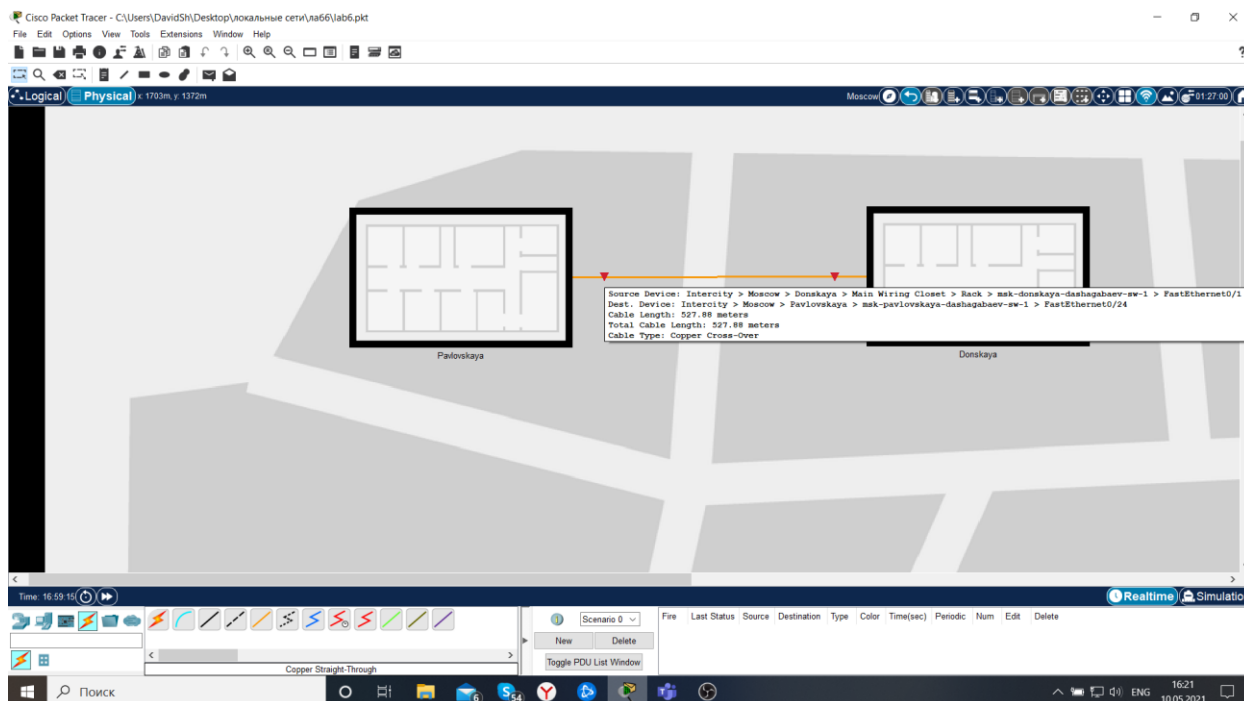 Cisco Packet Tracer - C:\Users\DavidSh\Desktop\локальные сети\ла6б\lab6.pkt
File Edit Options View Tools Extensions Window Help
Logical Physical x: 1703m, y: 1372m Moscow 01:27:00
Source Device: Intercity > Moscow > Donskaya > Main Wiring Closet > Rack > msk-donskaya-dashagabaev-sw-1 > FastEthernet0/1
Dest. Device: Intercity > Moscow > Pavlovskaya > msk-pavlovskaya-dashagabaev-sw-1 > FastEthernet0/24
Cable Length: 527.88 meters
Total Cable Length: 527.88 meters
Cable Type: Copper Cross-Over
Pavlovskaya Donskaya
Time: 16:59:15 Realtime Simulatio
Scenario 0 Fire Last Status Source Destination Type Color Time(sec) Periodic Num Edit Delete
New Delete
Toggle PDU List Window
Copper Straight-Through
Поиск 6 54 ENG 16:21
10.05.2021